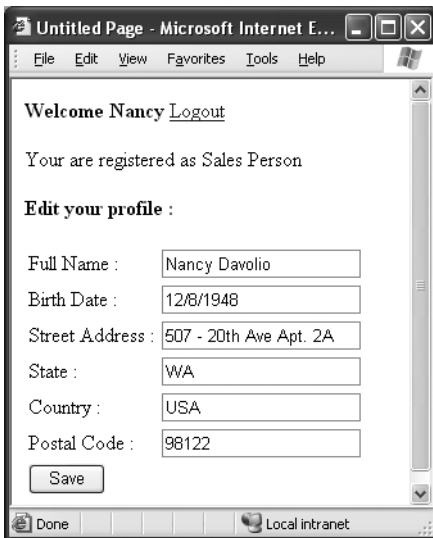 Untitled Page - Microsoft Internet E...
File Edit View Favorites Tools Help
Welcome Nancy Logout
Your are registered as Sales Person
Edit your profile :
Full Name : Nancy Davolio
Birth Date : 12/8/1948
Street Address : 507 - 20th Ave Apt. 2A
State : WA
Country : USA
Postal Code : 98122
Save
Done Local intranet